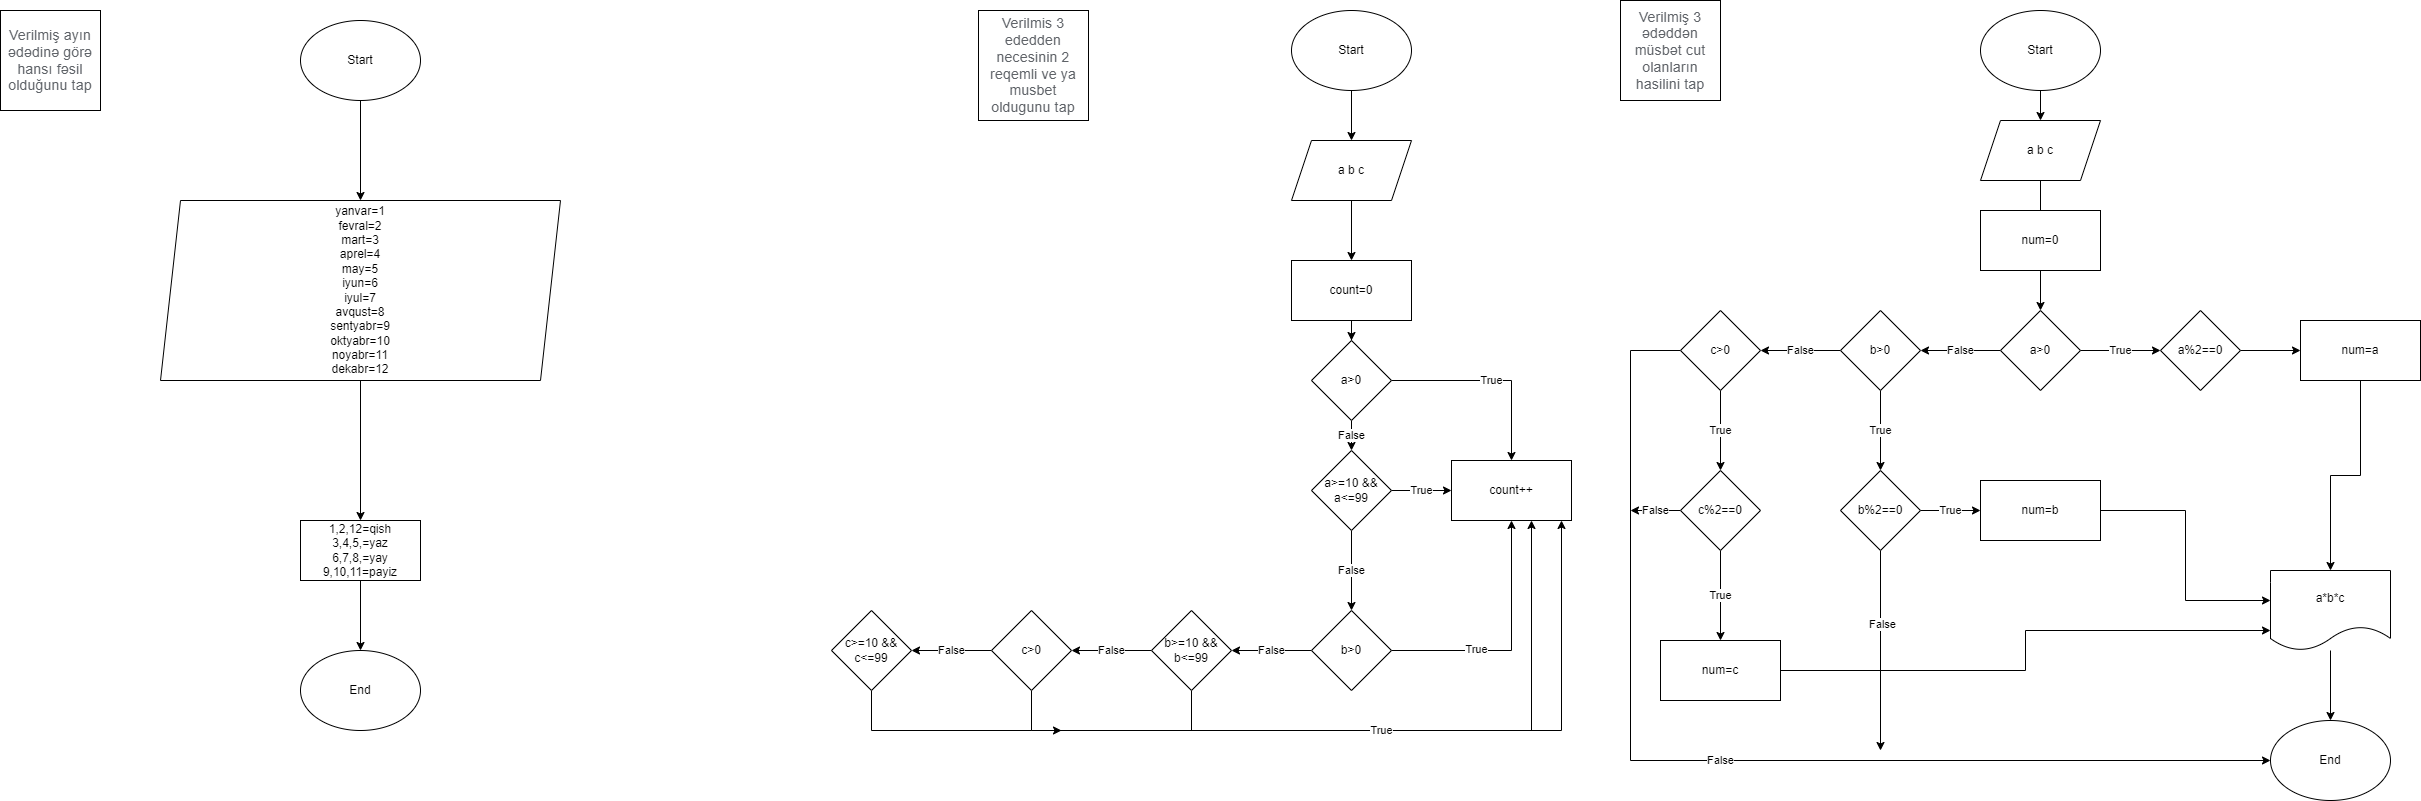 Verilmiş ayın
ədədinə görə
hansı fəsil
olduğunu tap
Start
yanvar=1
fevral=2
mart=3
aprel=4
may=5
iyun=6
iyul=7
avqust=8
sentyabr=9
oktyabr=10
noyabr=11
dekabr=12
1,2,12=qish
3,4,5,=yaz
6,7,8,=yay
9,10,11=payiz
End
Verilmis 3
ededden
necesinin 2
reqemli ve ya
musbet
oldugunu tap
Start
a b c
count=0
a>0
True
False
a>=10 &&
a<=99
True
count++
False
b>0
True
False
b>=10 &&
b<=99
False
c>0
False
c>=10 &&
c<=99
True
Verilmiş 3
ədəddən
müsbət cut
olanların
hasilini tap
Start
a b c
num=0
a>0
True
a%2==0
num=a
False
b>0
False
c>0
True
True
c%2==0
False
b%2==0
True
num=b
True
False
a*b*c
num=c
False
End